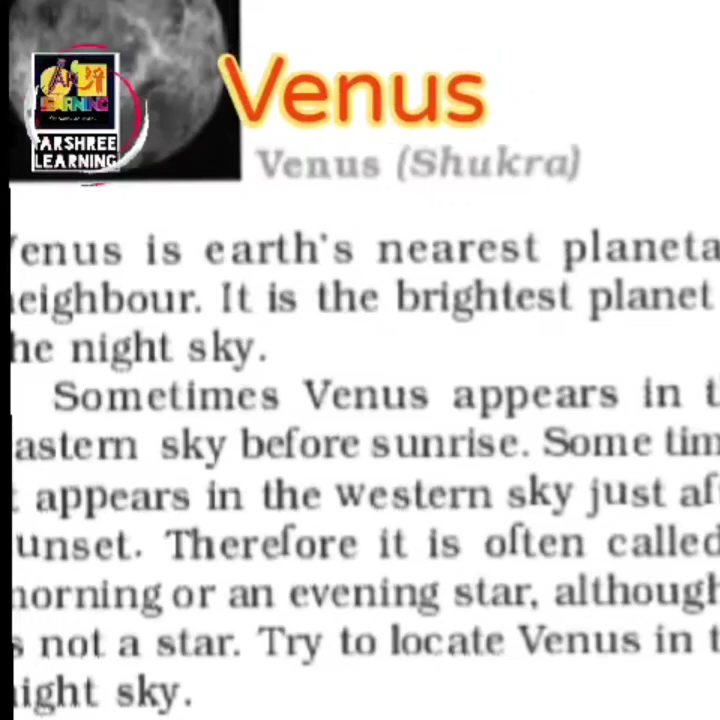 Venus
ARSHREE
LEARNING
Venus (Shukra)
enus is earth's nearest planeta
eighbour. It is the brightest planet
he night sky.
Sometimes Venus appears in t
astern sky before sunrise. Some tim
appears in the western sky just aft
unset. Therefore it is often called
orning or an evening star, although
s not a star. Try to locate Venus in t
ight sky.